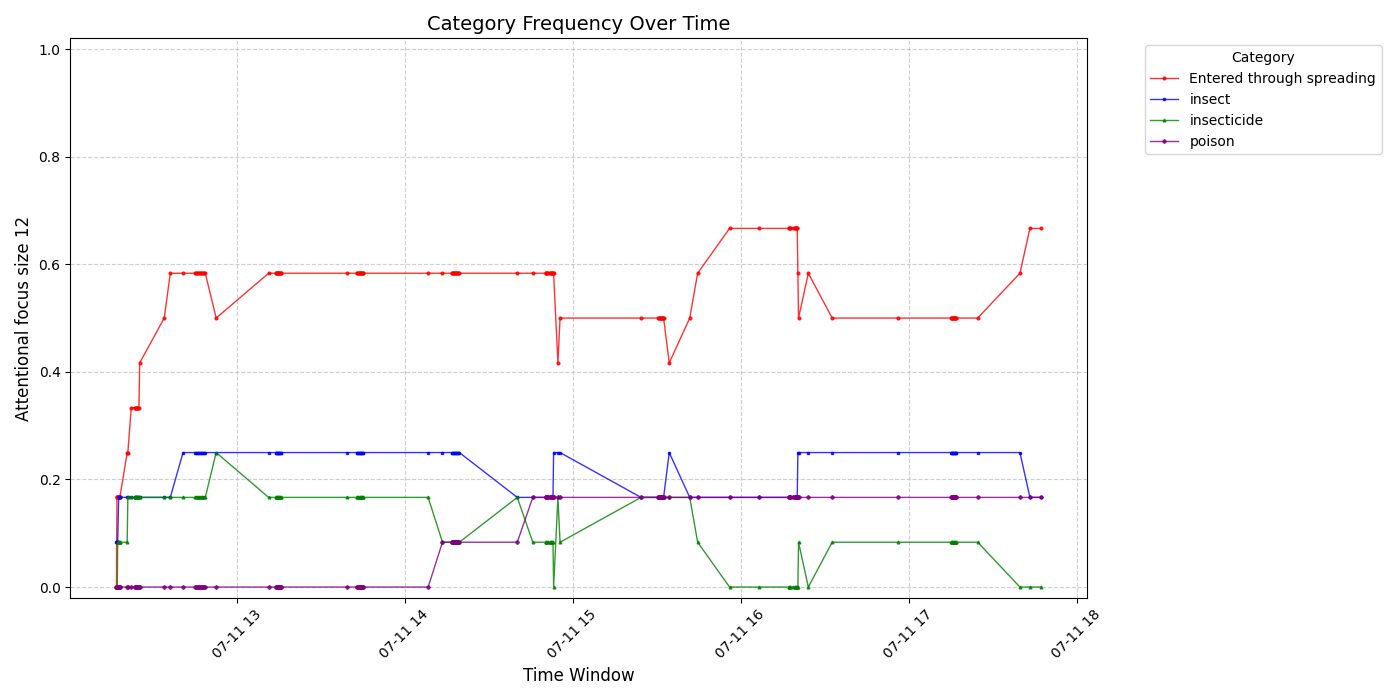 Category Frequency Over Time
Attentional focus size 12
1.0
0.8
0.6
0.4
0.2
0.0
07-11 13
07-11 14
07-11 15
07-11 16
07-11 17
07-11 18
Time Window
Category
Entered through spreading
insect
insecticide
poison